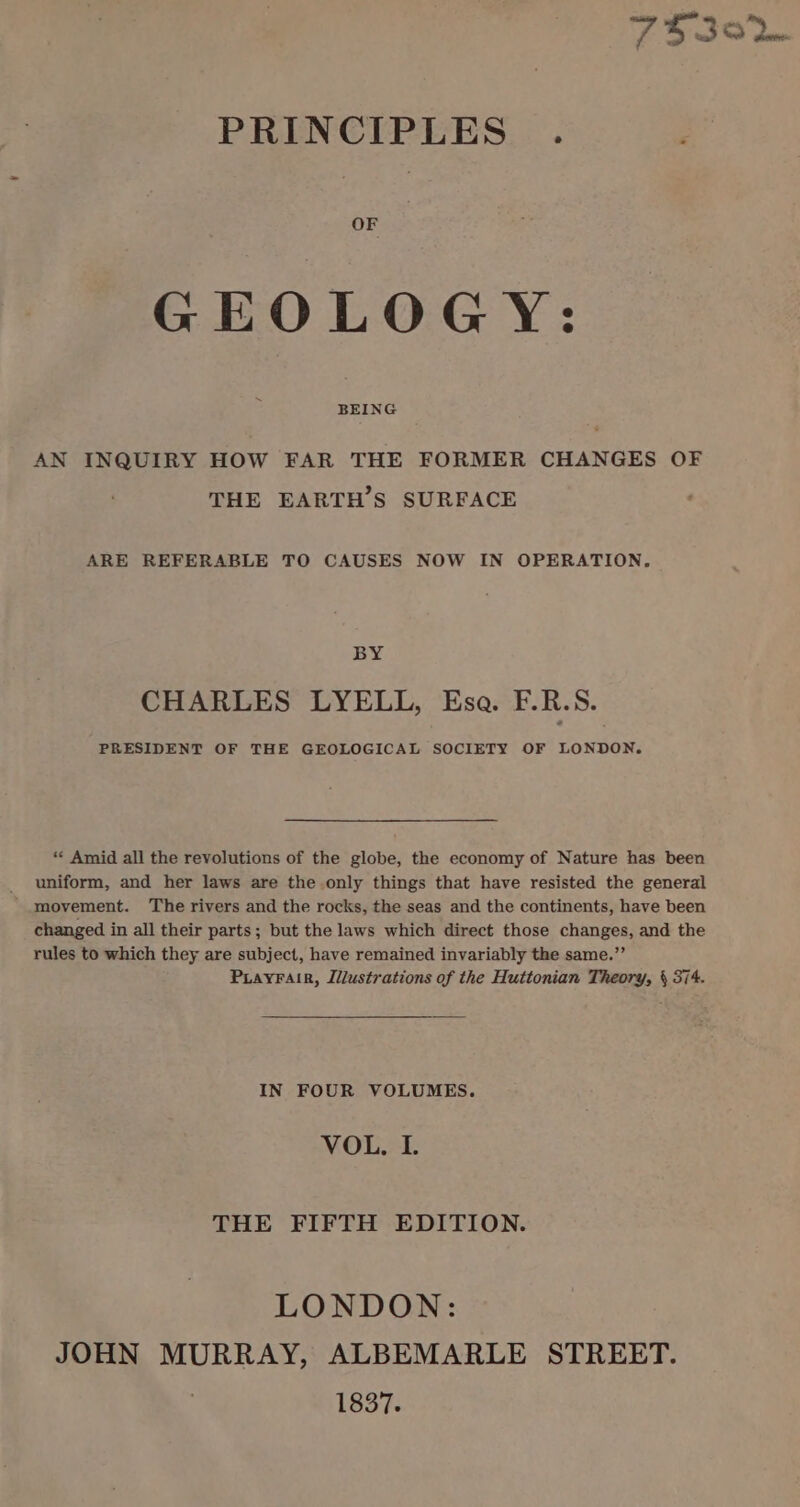 75302
PRINCIPLES
OF
GEOLOGY:
BEING
AN INQUIRY HOW FAR THE FORMER CHANGES OF
THE EARTH'S SURFACE
ARE REFERABLE TO CAUSES NOW IN OPERATION.
BY
CHARLES LYELL, Esq. F.R.S.
PRESIDENT OF THE GEOLOGICAL SOCIETY OF LONDON.
“ Amid all the revolutions of the globe, the economy of Nature has been
uniform, and her laws are the only things that have resisted the general
movement. The rivers and the rocks, the seas and the continents, have been
changed in all their parts; but the laws which direct those changes, and the
rules to which they are subject, have remained invariably the same.”
PLAYFAIR, Illustrations of the Huttonian Theory, § 374.
IN FOUR VOLUMES.
VOL. I.
THE FIFTH EDITION.
LONDON:
JOHN MURRAY, ALBEMARLE STREET.
1837.